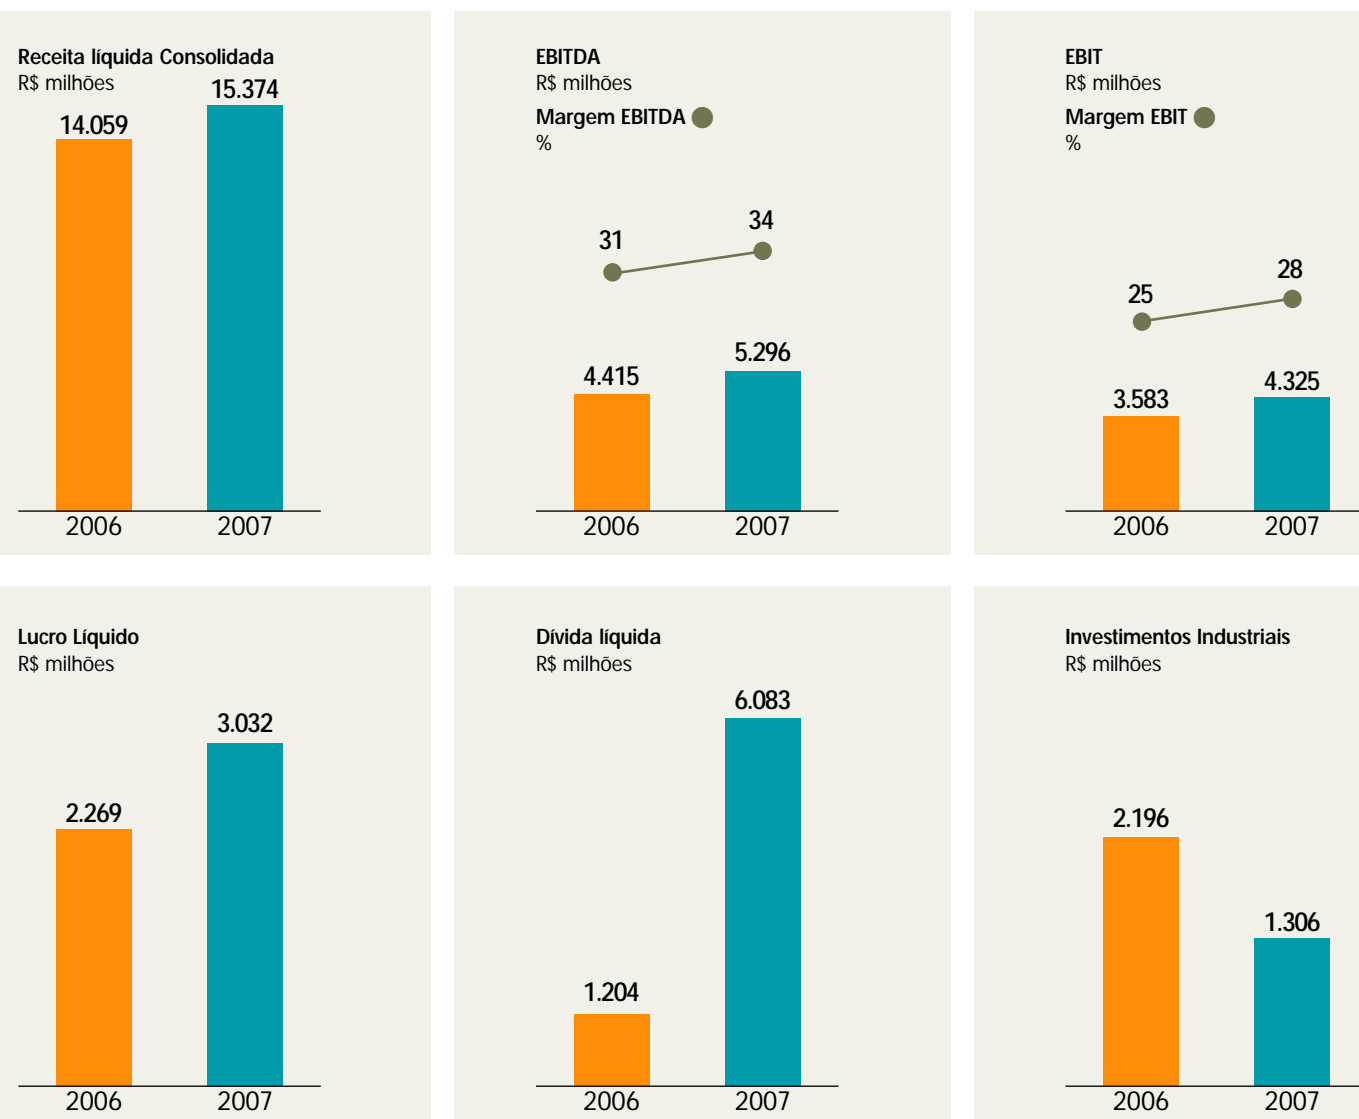 Receita líquida Consolidada
R$ milhões
15.374
14.059
2006 2007
EBITDA
R$ milhões
Margem EBITDA
%
34
31
5.296
4.415
2006 2007
EBIT
R$ milhões
Margem EBIT
%
28
25
4.325
3.583
2006 2007
Lucro Líquido
R$ milhões
3.032
2.269
2006 2007
Dívida líquida
R$ milhões
6.083
1.204
2006 2007
Investimentos Industriais
R$ milhões
2.196
1.306
2006 2007